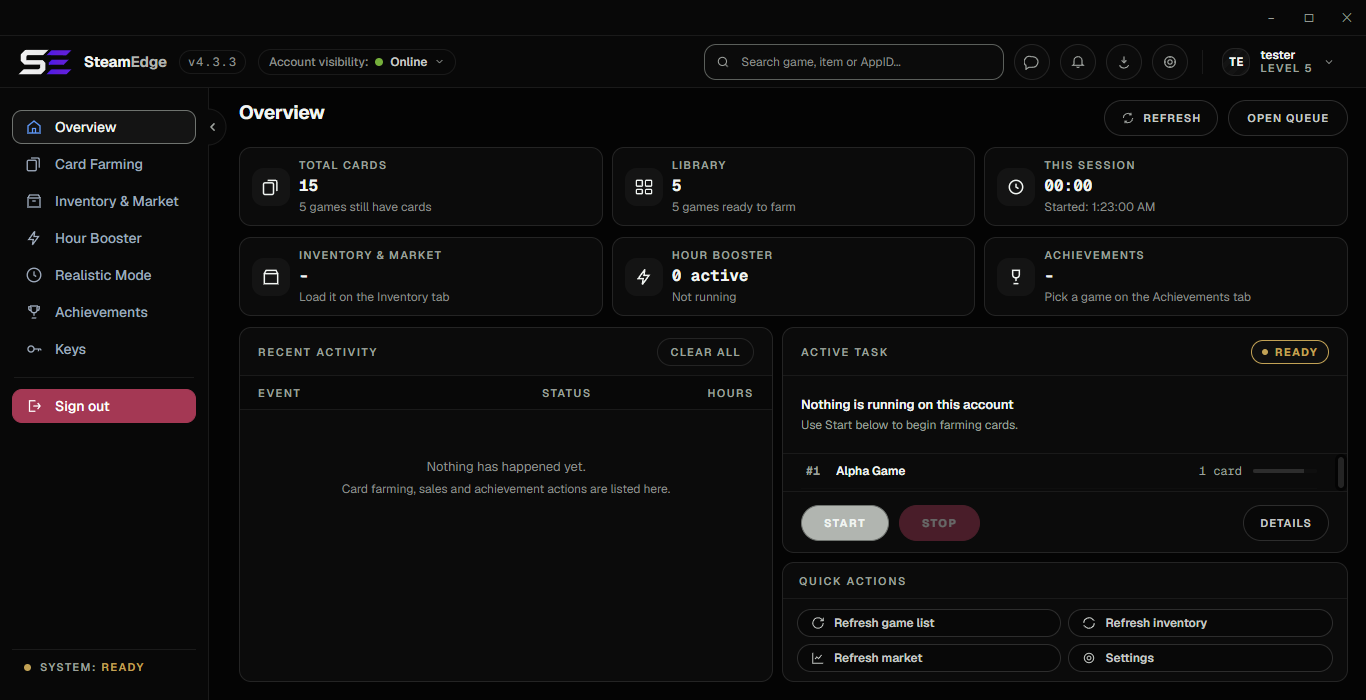 SE SteamEdge v4.3.3 Account visibility: Online
Search game, item or AppID...
TE tester
LEVEL 5
Overview
Card Farming
Inventory & Market
Hour Booster
Realistic Mode
Achievements
Keys
Sign out
SYSTEM: READY
Overview
REFRESH
OPEN QUEUE
TOTAL CARDS
15
5 games still have cards
LIBRARY
5
5 games ready to farm
THIS SESSION
00:00
Started: 1:23:00 AM
INVENTORY & MARKET
-
Load it on the Inventory tab
HOUR BOOSTER
0 active
Not running
ACHIEVEMENTS
-
Pick a game on the Achievements tab
RECENT ACTIVITY
CLEAR ALL
EVENT STATUS HOURS
Nothing has happened yet.
Card farming, sales and achievement actions are listed here.
ACTIVE TASK
READY
Nothing is running on this account
Use Start below to begin farming cards.
#1 Alpha Game 1 card
START
STOP
DETAILS
QUICK ACTIONS
Refresh game list
Refresh inventory
Refresh market
Settings